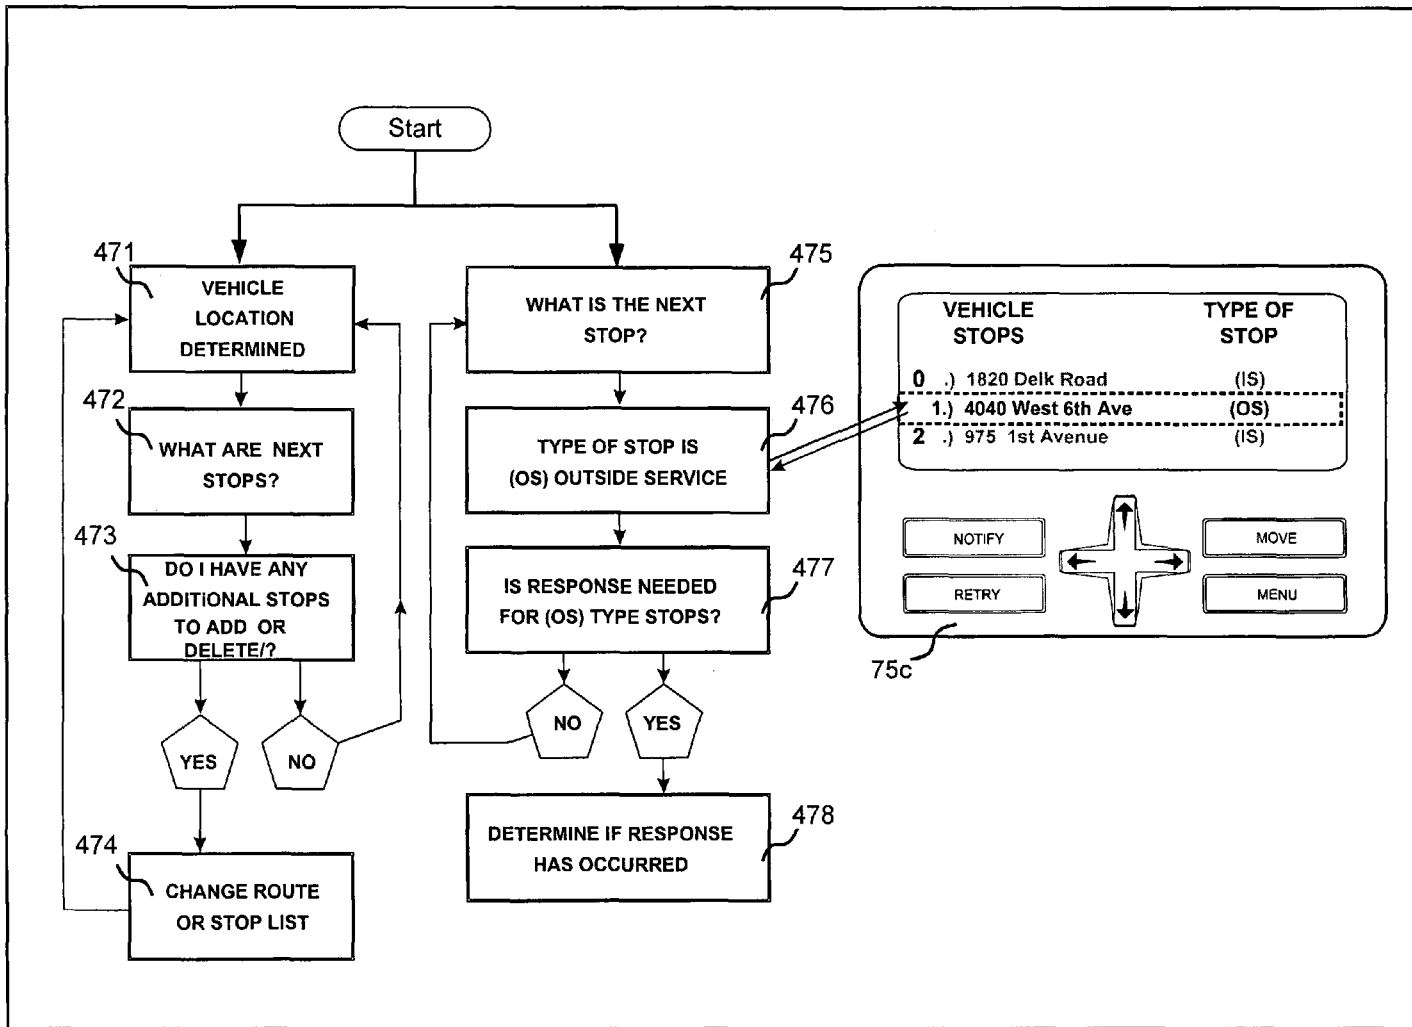 Start
471
VEHICLE
LOCATION
DETERMINED
472
WHAT ARE NEXT
STOPS?
473
DO I HAVE ANY
ADDITIONAL STOPS
TO ADD OR
DELETE/?
YES
NO
474
CHANGE ROUTE
OR STOP LIST
475
WHAT IS THE NEXT
STOP?
476
TYPE OF STOP IS
(OS) OUTSIDE SERVICE
477
IS RESPONSE NEEDED
FOR (OS) TYPE STOPS?
NO
YES
478
DETERMINE IF RESPONSE
HAS OCCURRED
VEHICLE
STOPS
TYPE OF
STOP
0 .) 1820 Delk Road (IS)
1.) 4040 West 6th Ave (OS)
2 .) 975 1st Avenue (IS)
NOTIFY
MOVE
RETRY
MENU
75c